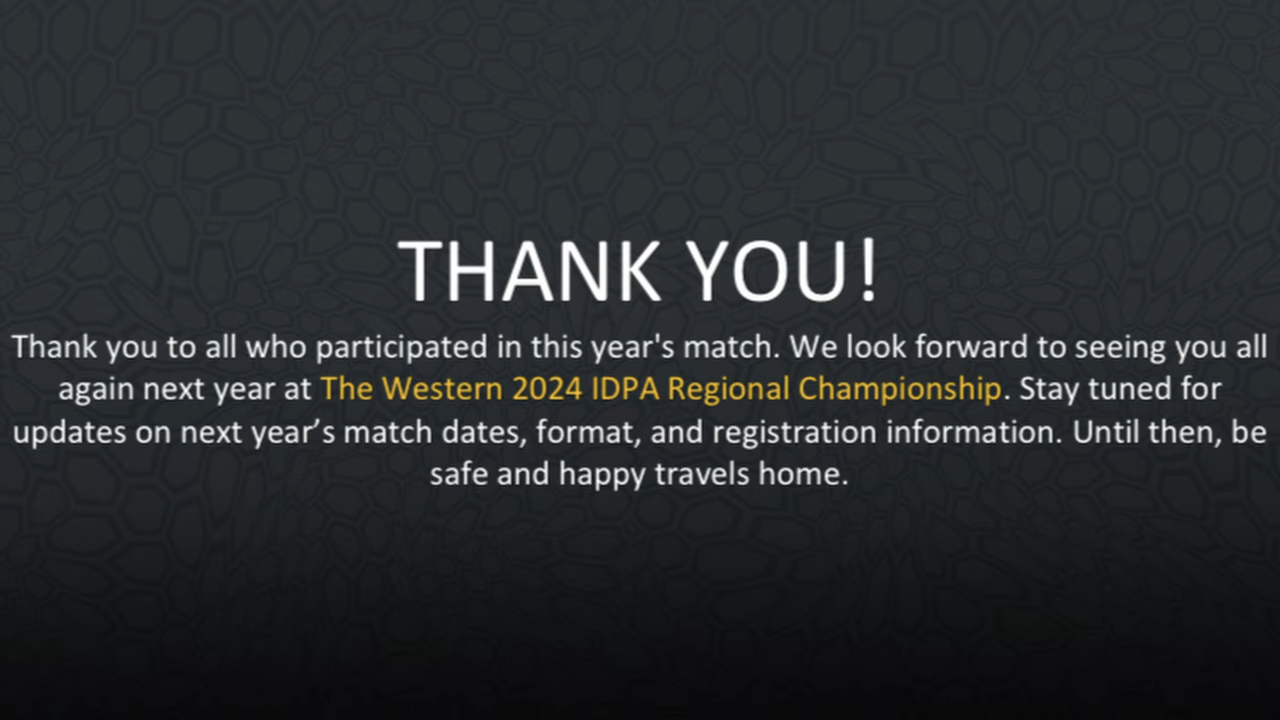 THANK YOU!
Thank you to all who participated in this year's match. We look forward to seeing you all
again next year at The Western 2024 IDPA Regional Championship. Stay tuned for
updates on next year’s match dates, format, and registration information. Until then, be
safe and happy travels home.